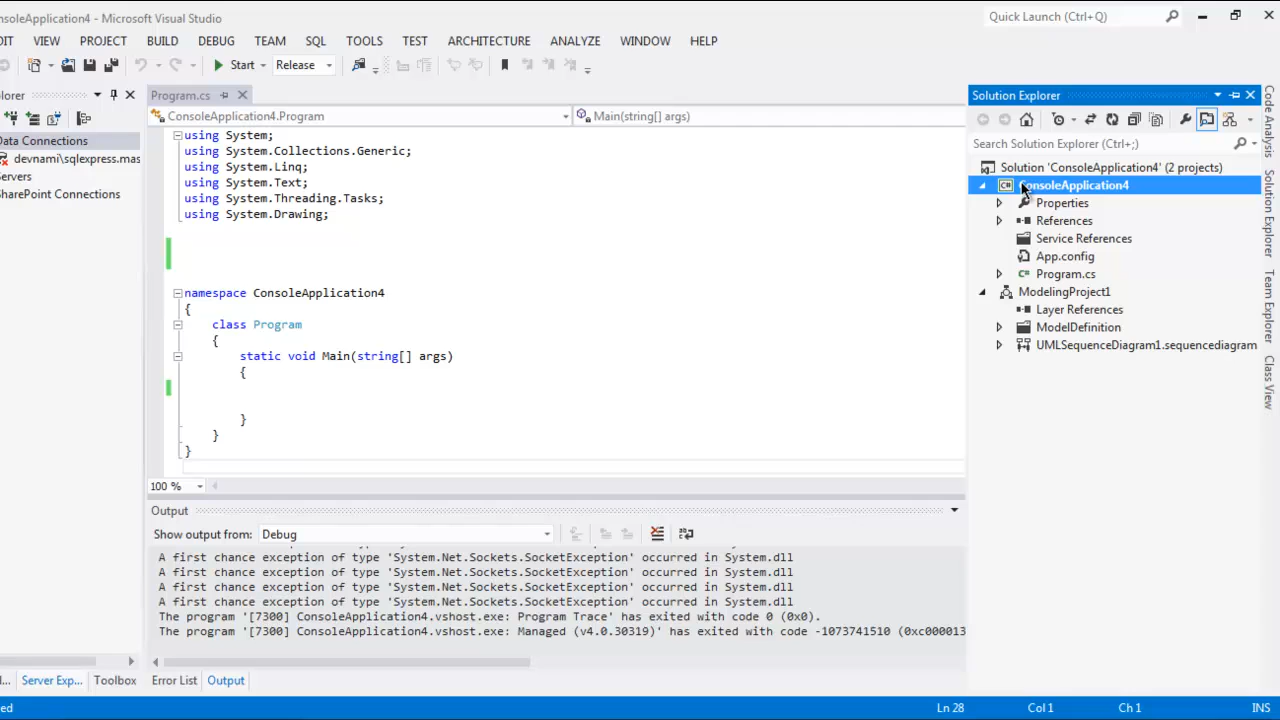 nsoleApplication4 - Microsoft Visual Studio
Quick Launch (Ctrl+Q)
DIT VIEW PROJECT BUILD DEBUG TEAM SQL TOOLS TEST ARCHITECTURE ANALYZE WINDOW HELP
Start Release
plorer
Data Connections
devnami\sqlexpress.mas
Servers
SharePoint Connections
Program.cs
ConsoleApplication4.Program
Main(string[] args)
using System;
using System.Collections.Generic;
using System.Linq;
using System.Text;
using System.Threading.Tasks;
using System.Drawing;
namespace ConsoleApplication4
{
class Program
{
static void Main(string[] args)
{
}
}
}
100 %
Output
Show output from: Debug
A first chance exception of type 'System.Net.Sockets.SocketException' occurred in System.dll
A first chance exception of type 'System.Net.Sockets.SocketException' occurred in System.dll
A first chance exception of type 'System.Net.Sockets.SocketException' occurred in System.dll
A first chance exception of type 'System.Net.Sockets.SocketException' occurred in System.dll
The program '[7300] ConsoleApplication4.vshost.exe: Program Trace' has exited with code 0 (0x0).
The program '[7300] ConsoleApplication4.vshost.exe: Managed (v4.0.30319)' has exited with code -1073741510 (0xc000013
Solution Explorer
Search Solution Explorer (Ctrl+;)
Solution 'ConsoleApplication4' (2 projects)
C# ConsoleApplication4
Properties
References
Service References
App.config
C# Program.cs
ModelingProject1
Layer References
ModelDefinition
UMLSequenceDiagram1.sequencediagram
Code Analysis
Solution Explorer
Team Explorer
Class View
Server Exp...
Toolbox
Error List
Output
Ln 28 Col 1 Ch 1 INS